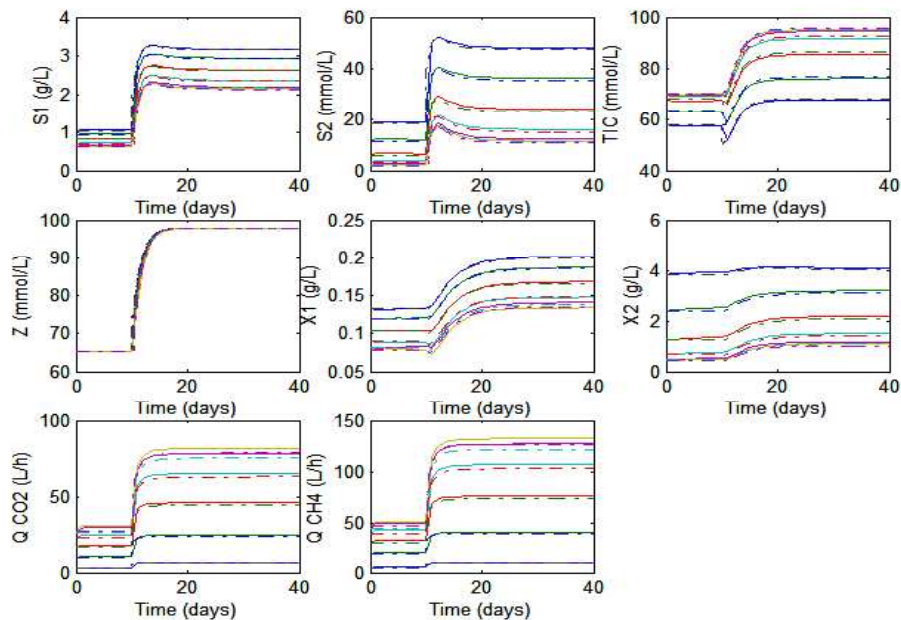 4
3
2
1
0
S1 (g/L)
0 20 40
Time (days)
60
40
20
0
S2 (mmol/L)
0 20 40
Time (days)
100
80
60
40
TIC (mmol/L)
0 20 40
Time (days)
100
90
80
70
60
Z (mmol/L)
0 20 40
Time (days)
0.25
0.2
0.15
0.1
0.05
X1 (g/L)
0 20 40
Time (days)
6
4
2
0
X2 (g/L)
0 20 40
Time (days)
100
50
0
Q CO2 (L/h)
0 20 40
Time (days)
150
100
50
0
Q CH4 (L/h)
0 20 40
Time (days)